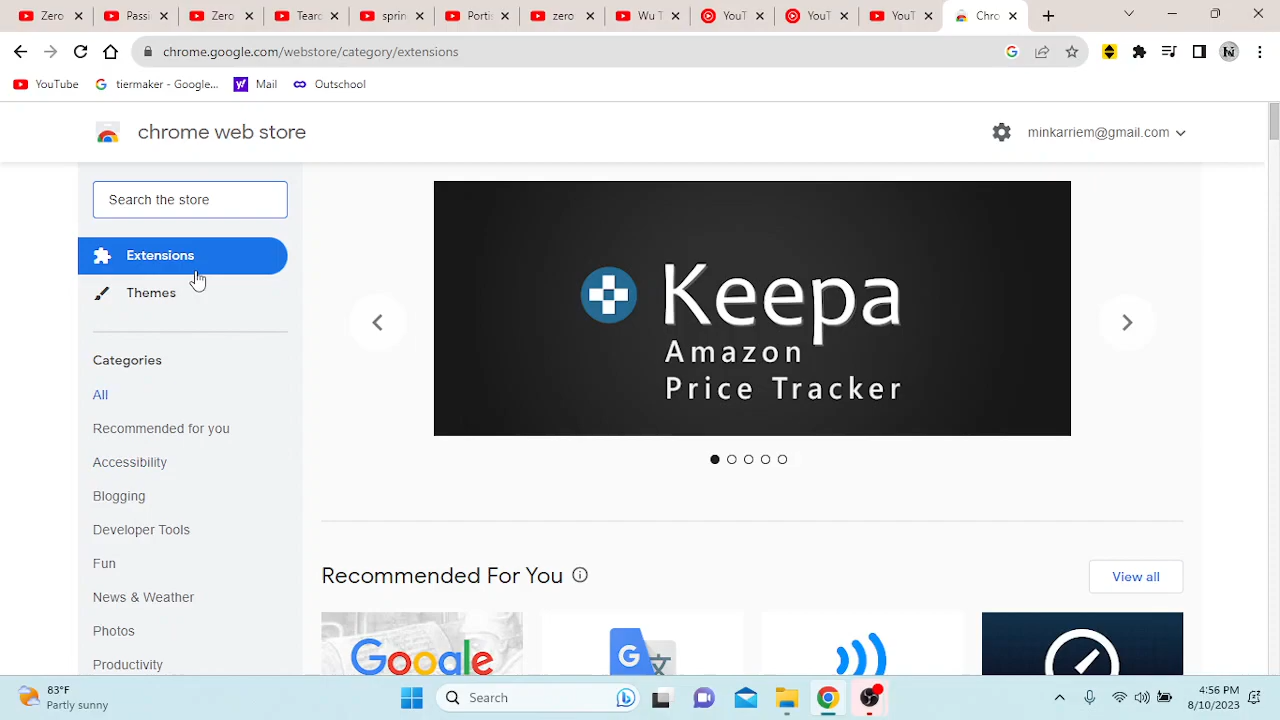 Zero
Pass
Zero
Tear
sprin
Porti
zero
Wu T
YouT
YouT
YouT
Chro
chrome.google.com/webstore/category/extensions
YouTube
tiermaker - Google...
Mail
Outschool
chrome web store
minkarriem@gmail.com
Search the store
Extensions
Themes
Categories
All
Recommended for you
Accessibility
Blogging
Developer Tools
Fun
News & Weather
Photos
Productivity
Keepa
Amazon
Price Tracker
Recommended For You
View all
Google
G
83°F
Partly sunny
Search
4:56 PM
8/10/2023